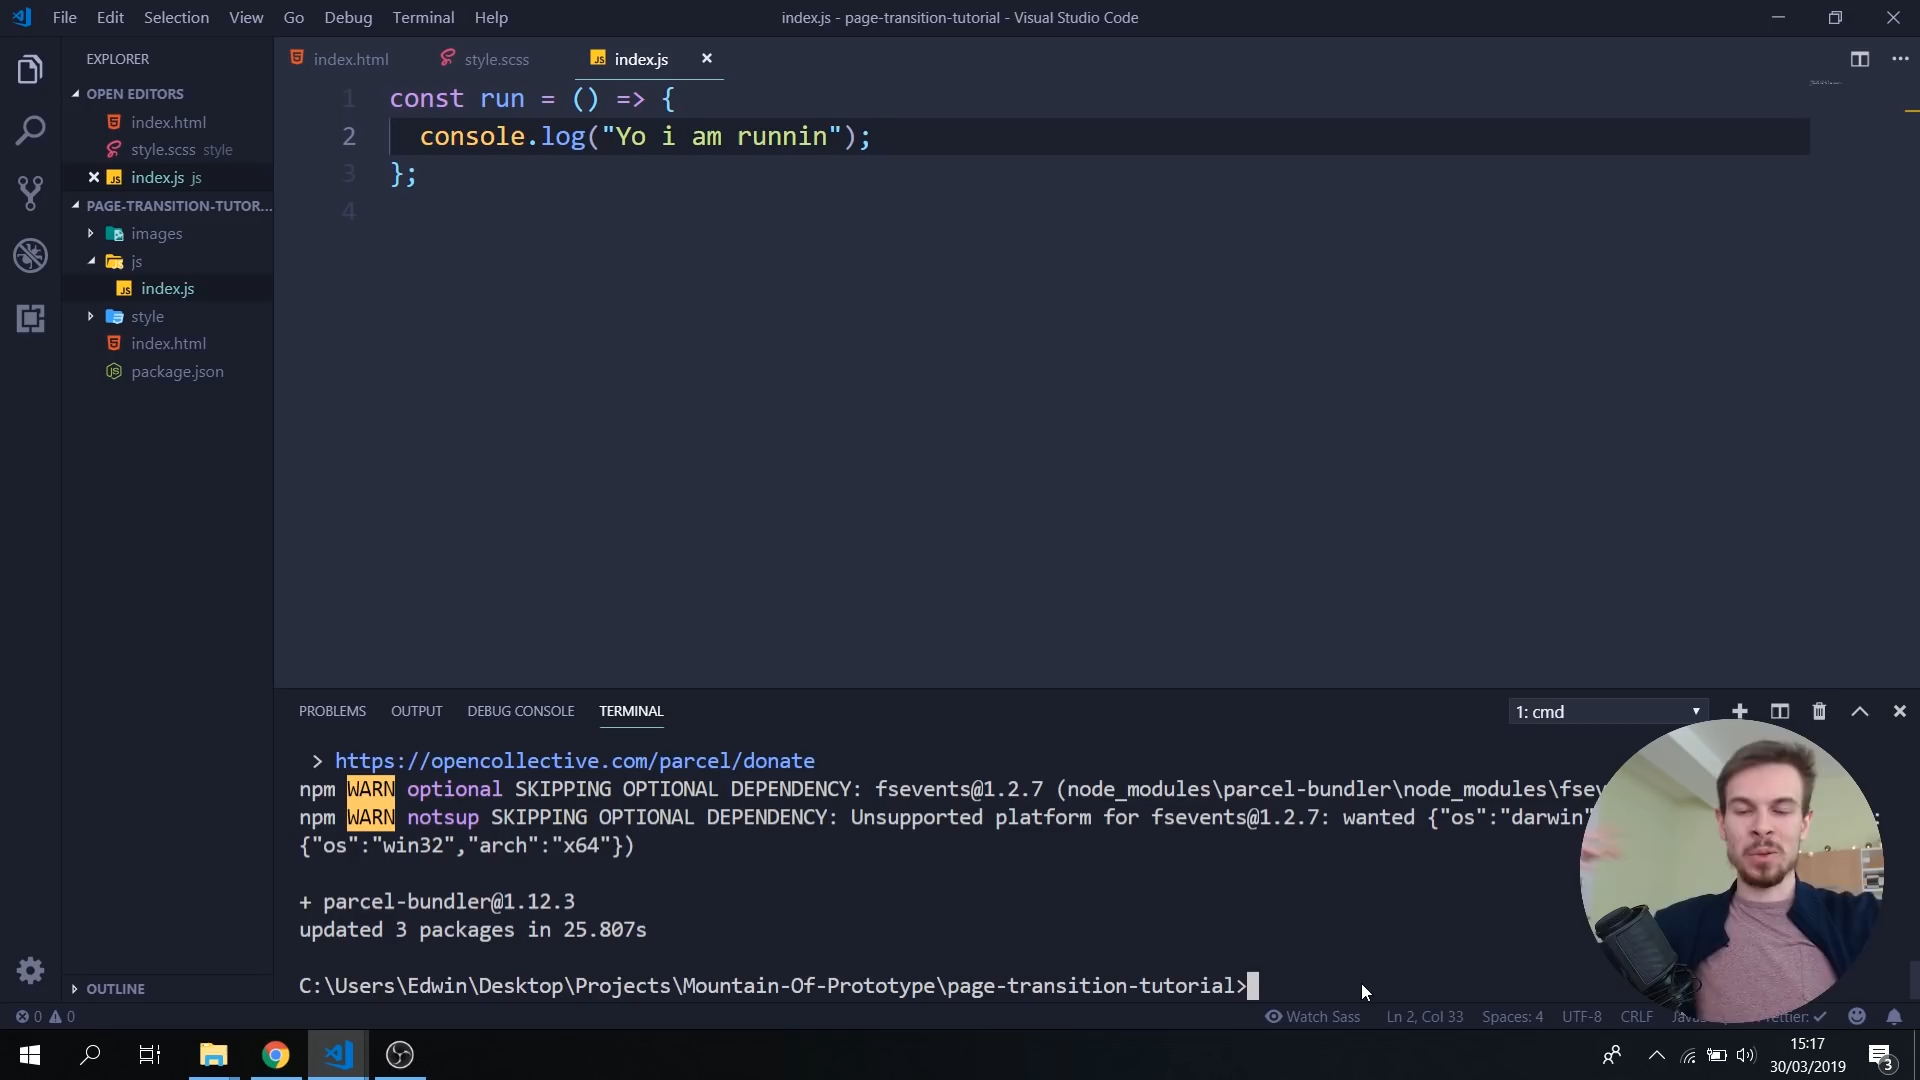 File Edit Selection View Go Debug Terminal Help
index.js - page-transition-tutorial - Visual Studio Code
EXPLORER
OPEN EDITORS
index.html
style.scss style
index.js js
PAGE-TRANSITION-TUTOR...
images
js
index.js
style
index.html
package.json
OUTLINE
index.html style.scss index.js
1 const run = () => {
2 console.log("Yo i am runnin");
3 };
4
PROBLEMS OUTPUT DEBUG CONSOLE TERMINAL
1: cmd
> https://opencollective.com/parcel/donate
npm WARN optional SKIPPING OPTIONAL DEPENDENCY: fsevents@1.2.7 (node_modules\parcel-bundler\node_modules\fsev
npm WARN notsup SKIPPING OPTIONAL DEPENDENCY: Unsupported platform for fsevents@1.2.7: wanted {"os":"darwin"
{"os":"win32","arch":"x64"})
+ parcel-bundler@1.12.3
updated 3 packages in 25.807s
C:\Users\Edwin\Desktop\Projects\Mountain-Of-Prototype\page-transition-tutorial>
0 0
Watch Sass Ln 2, Col 33 Spaces: 4 UTF-8 CRLF
15:17
30/03/2019
3